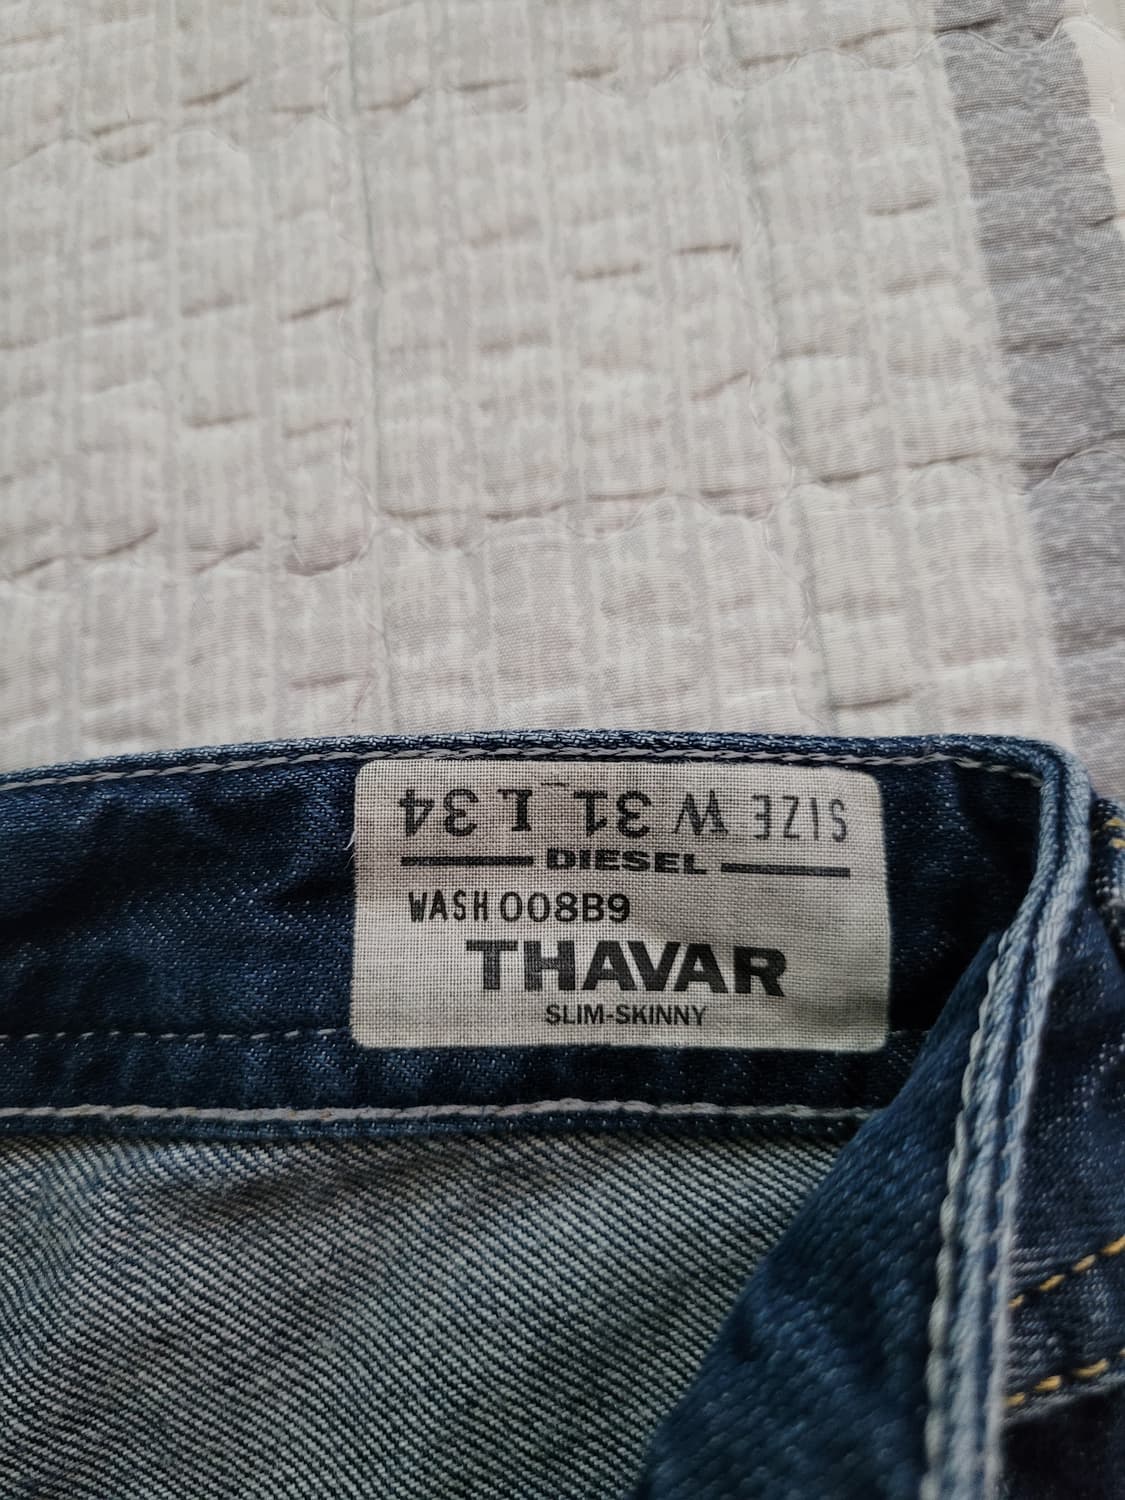 SIZE W 31 L 34
DIESEL
WASH 008B9
THAVAR
SLIM-SKINNY